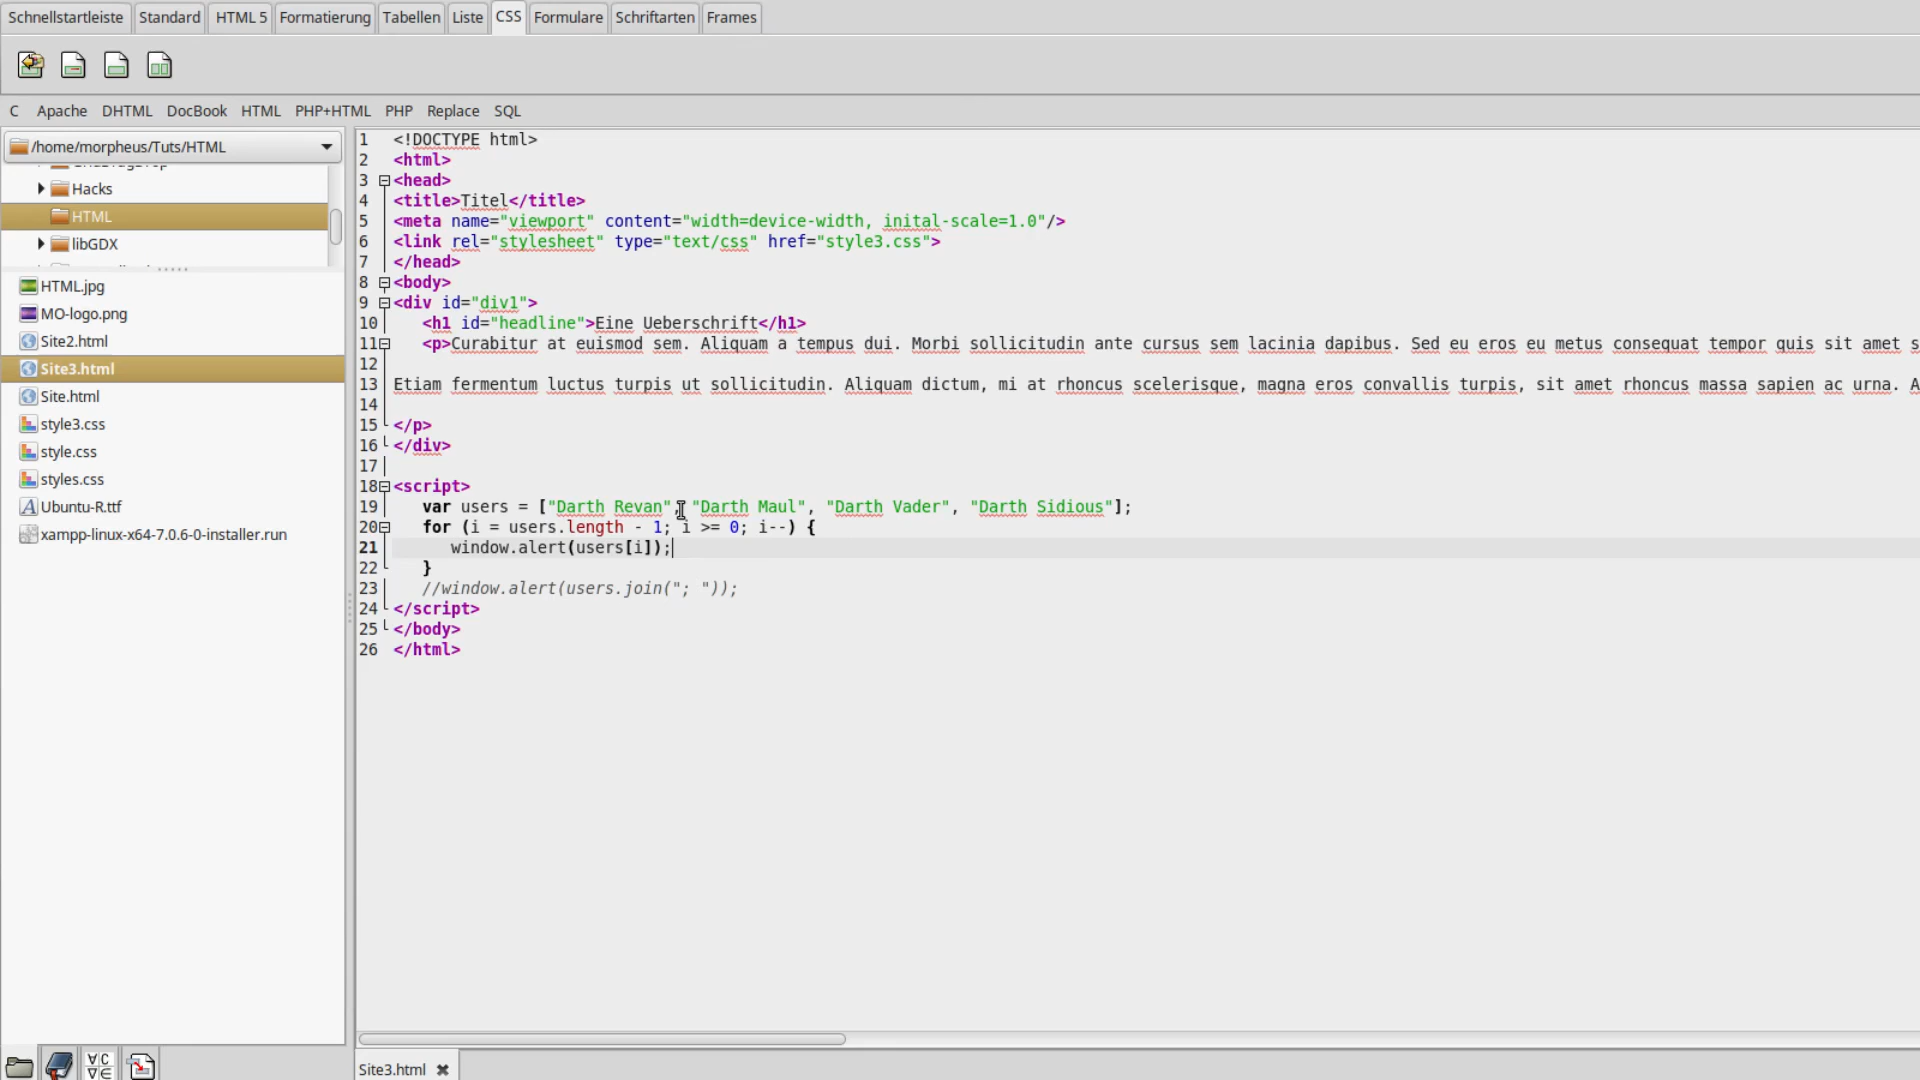 Schnellstartleiste Standard HTML 5 Formatierung Tabellen Liste CSS Formulare Schriftarten Frames
C Apache DHTML DocBook HTML PHP+HTML PHP Replace SQL
/home/morpheus/Tuts/HTML
Hacks
HTML
libGDX
HTML.jpg
MO-logo.png
Site2.html
Site3.html
Site.html
style3.css
style.css
styles.css
Ubuntu-R.ttf
xampp-linux-x64-7.0.6-0-installer.run
1 <!DOCTYPE html>
2 <html>
3 <head>
4 <title>Titel</title>
5 <meta name="viewport" content="width=device-width, inital-scale=1.0"/>
6 <link rel="stylesheet" type="text/css" href="style3.css">
7 </head>
8 <body>
9 <div id="div1">
10 <h1 id="headline">Eine Ueberschrift</h1>
11 <p>Curabitur at euismod sem. Aliquam a tempus dui. Morbi sollicitudin ante cursus sem lacinia dapibus. Sed eu eros eu metus consequat tempor quis sit amet s
12
13 Etiam fermentum luctus turpis ut sollicitudin. Aliquam dictum, mi at rhoncus scelerisque, magna eros convallis turpis, sit amet rhoncus massa sapien ac urna. A
14
15 </p>
16 </div>
17
18 <script>
19 var users = ["Darth Revan", "Darth Maul", "Darth Vader", "Darth Sidious"];
20 for (i = users.length - 1; i >= 0; i--) {
21 window.alert(users[i]);
22 }
23 //window.alert(users.join("; "));
24 </script>
25 </body>
26 </html>
Site3.html